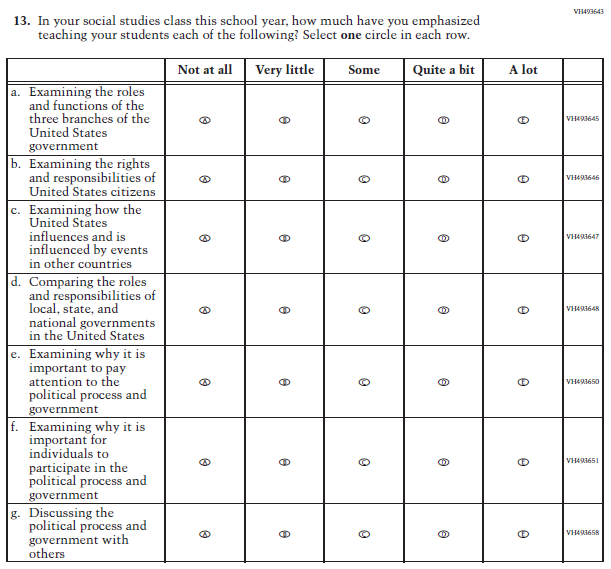 VH493643
13. In your social studies class this school year, how much have you emphasized
teaching your students each of the following? Select one circle in each row.
Not at all Very little Some Quite a bit A lot
a. Examining the roles
and functions of the
three branches of the
United States
government
A B C D E VH493645
b. Examining the rights
and responsibilities of
United States citizens
A B C D E VH493646
c. Examining how the
United States
influences and is
influenced by events
in other countries
A B C D E VH493647
d. Comparing the roles
and responsibilities of
local, state, and
national governments
in the United States
A B C D E VH493648
e. Examining why it is
important to pay
attention to the
political process and
government
A B C D E VH493650
f. Examining why it is
important for
individuals to
participate in the
political process and
government
A B C D E VH493651
g. Discussing the
political process and
government with
others
A B C D E VH493658